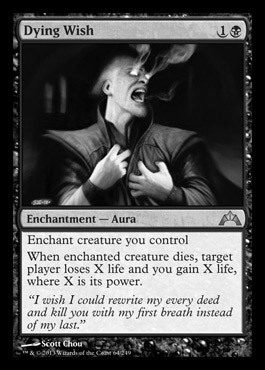 Dying Wish 1
Enchantment — Aura
Enchant creature you control
When enchanted creature dies, target
player loses X life and you gain X life,
where X is its power.
“I wish I could rewrite my every deed
and kill you with my first breath instead
of my last.”
Scott Chou
™ & © 2013 Wizards of the Coast 64/249